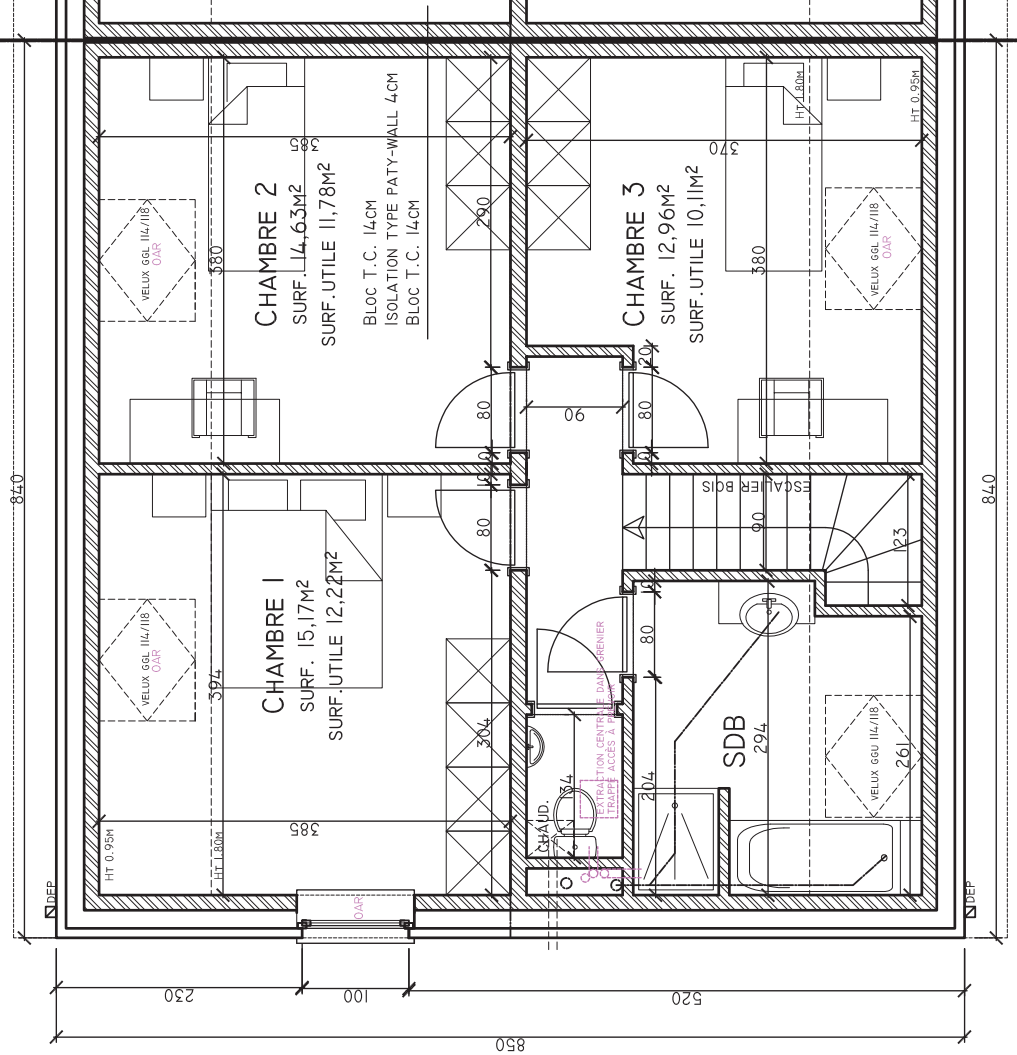 CHAMBRE 2
SURF. 14,63M²
SURF.UTILE 11,78M²
BLOC T.C. 14CM
ISOLATION TYPE PATY-WALL 4CM
BLOC T.C. 14CM
385
380
290
VELUX GGL 114/118
OAR
CHAMBRE 3
SURF. 12,96M²
SURF.UTILE 10,11M²
370
380
HT 1.80M
HT 0.95M
VELUX GGL 114/118
OAR
80
90
80
20
10
80
ESCALIER BOIS
90
123
840
840
CHAMBRE 1
SURF. 15,17M²
SURF.UTILE 12,22M²
394
304
385
VELUX GGL 114/118
OAR
HT 0.95M
HT 1.80M
80
EXTRACTION CENTRALE DANS GRENIER
CHAUD.
204
SDB
294
261
VELUX GGU 114/118
DEP
OAR
DEP
230
100
520
850